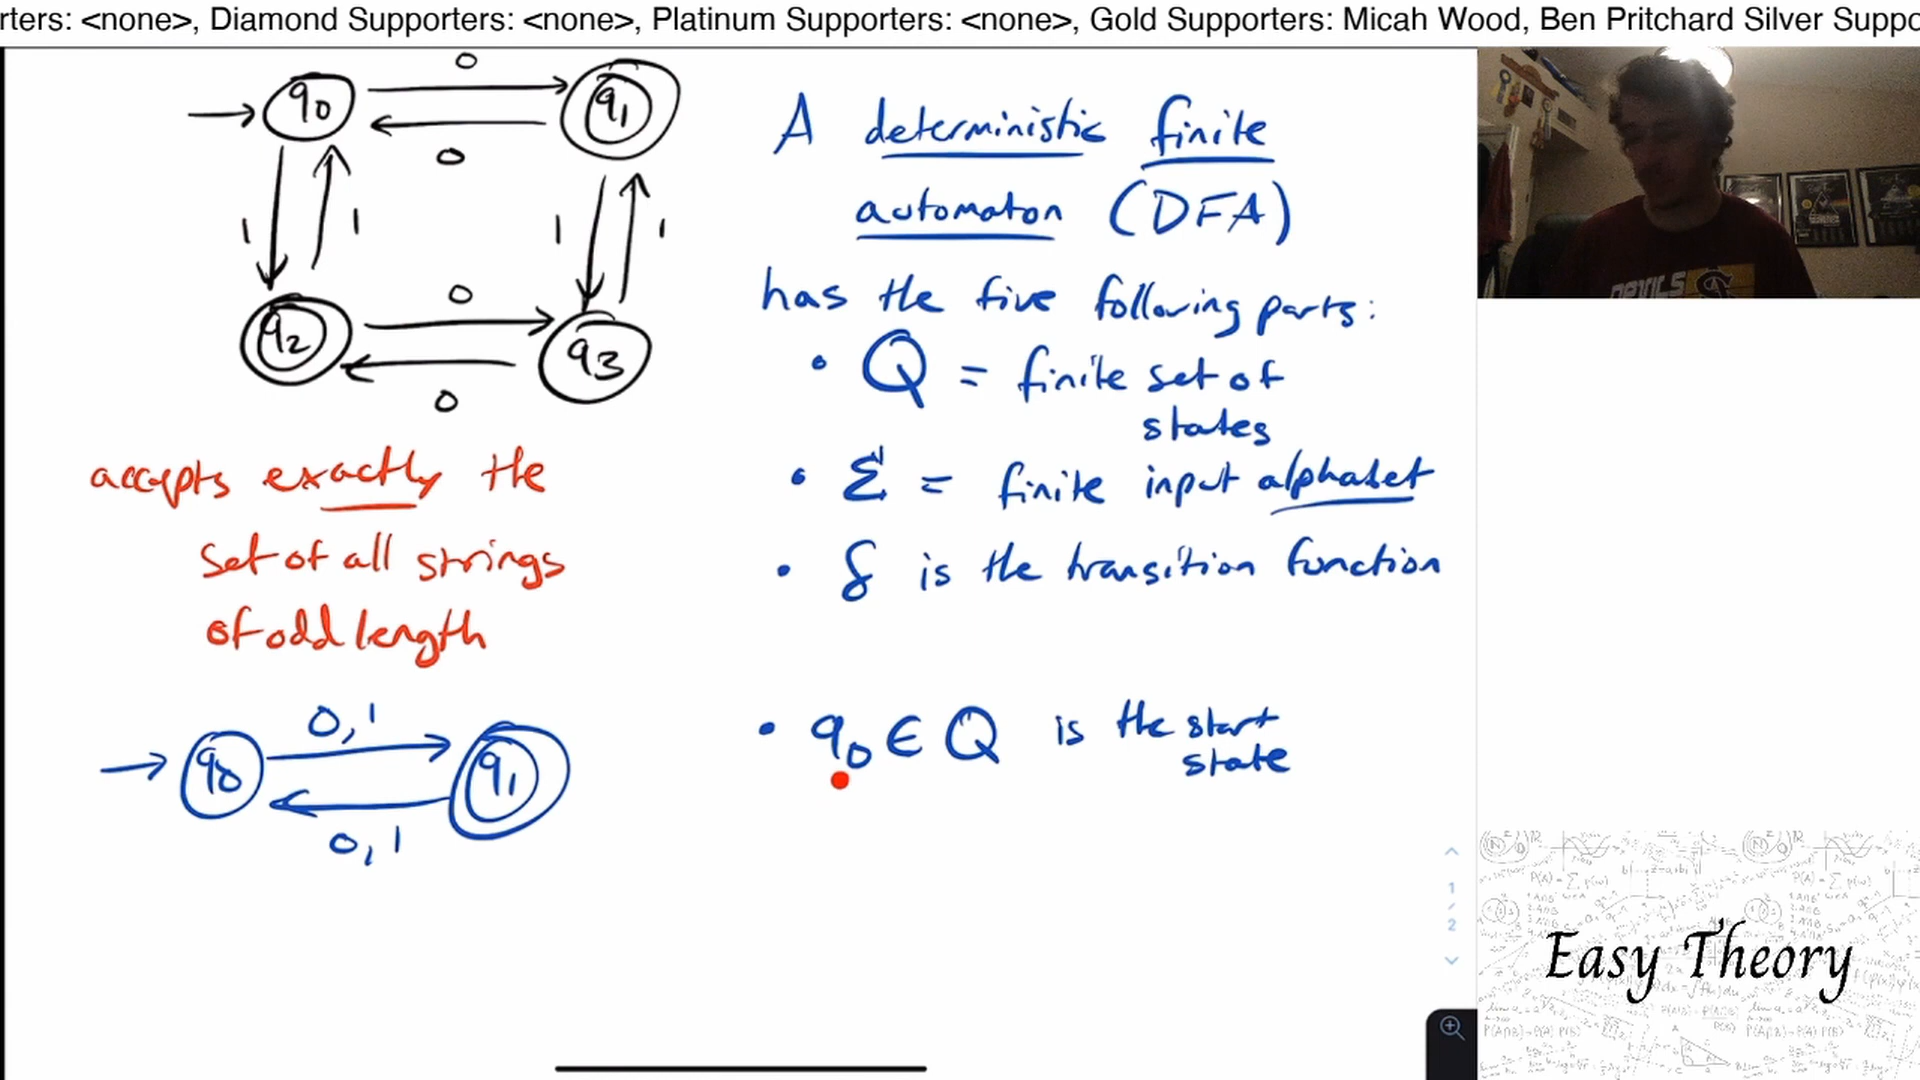 rters: <none>, Diamond Supporters: <none>, Platinum Supporters: <none>, Gold Supporters: Micah Wood, Ben Pritchard Silver Suppo
0
q0
q1
0
1
1
1
1
0
q2
q3
0
accepts exactly the
set of all strings
of odd length
0,1
q0
q1
0,1
A deterministic finite
automaton (DFA)
has the five following parts:
• Q = finite set of
states
• Σ = finite input alphabet
• δ is the transition function
• q0 ∈ Q is the start
state
1
2
DEVILS
Easy Theory